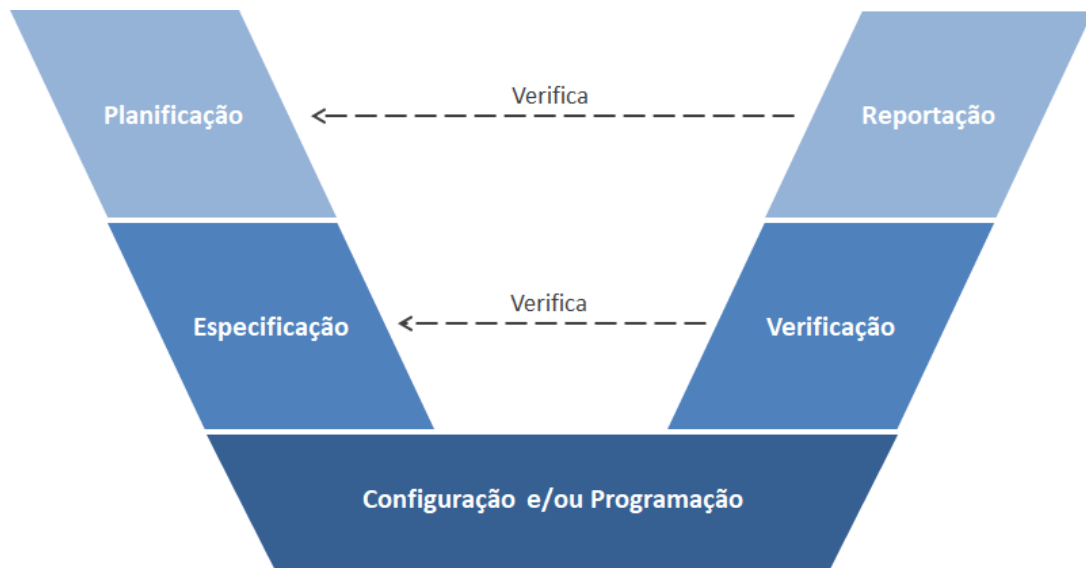 Planificação
Verifica
Reportação
Especificação
Verifica
Verificação
Configuração e/ou Programação